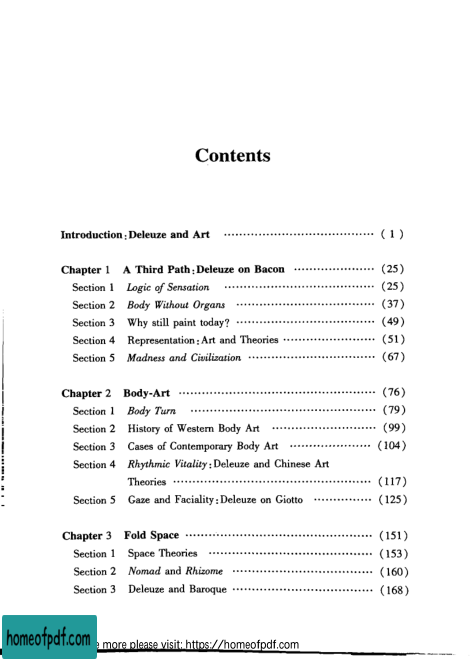 Contents
Introduction: Deleuze and Art ( 1 )
Chapter 1 A Third Path: Deleuze on Bacon (25)
Section 1 Logic of Sensation (25)
Section 2 Body Without Organs (37)
Section 3 Why still paint today? (49)
Section 4 Representation: Art and Theories (51)
Section 5 Madness and Civilization (67)
Chapter 2 Body-Art (76)
Section 1 Body Turn (79)
Section 2 History of Western Body Art (99)
Section 3 Cases of Contemporary Body Art (104)
Section 4 Rhythmic Vitality: Deleuze and Chinese Art
Theories (117)
Section 5 Gaze and Faciality: Deleuze on Giotto (125)
Chapter 3 Fold Space (151)
Section 1 Space Theories (153)
Section 2 Nomad and Rhizome (160)
Section 3 Deleuze and Baroque (168)
homeofpdf.com
more please visit: https://homeofpdf.com